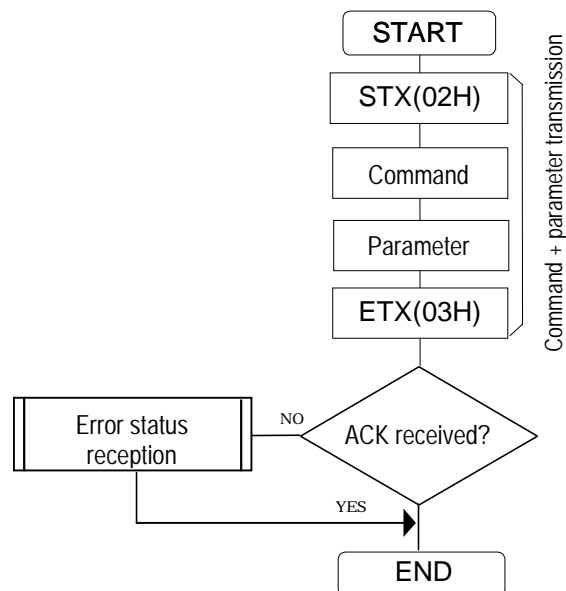 START
STX(02H)
Command
Parameter
ETX(03H)
Command + parameter transmission
ACK received?
NO
Error status
reception
YES
END